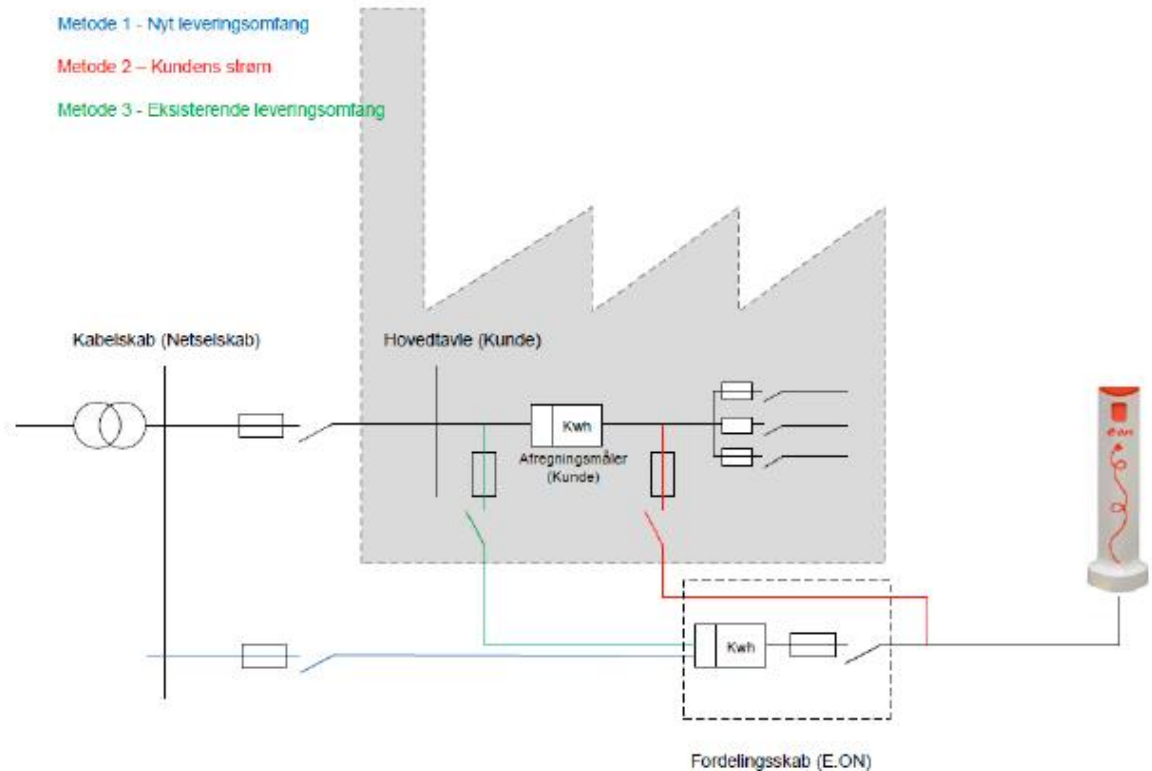 Metode 1 - Nyt leveringsomfang
Metode 2 – Kundens strøm
Metode 3 - Eksisterende leveringsomfang
Kabelskab (Netselskab)
Hovedtavle (Kunde)
Kwh
Afregningsmåler
(Kunde)
e·on
Kwh
Fordelingsskab (E.ON)